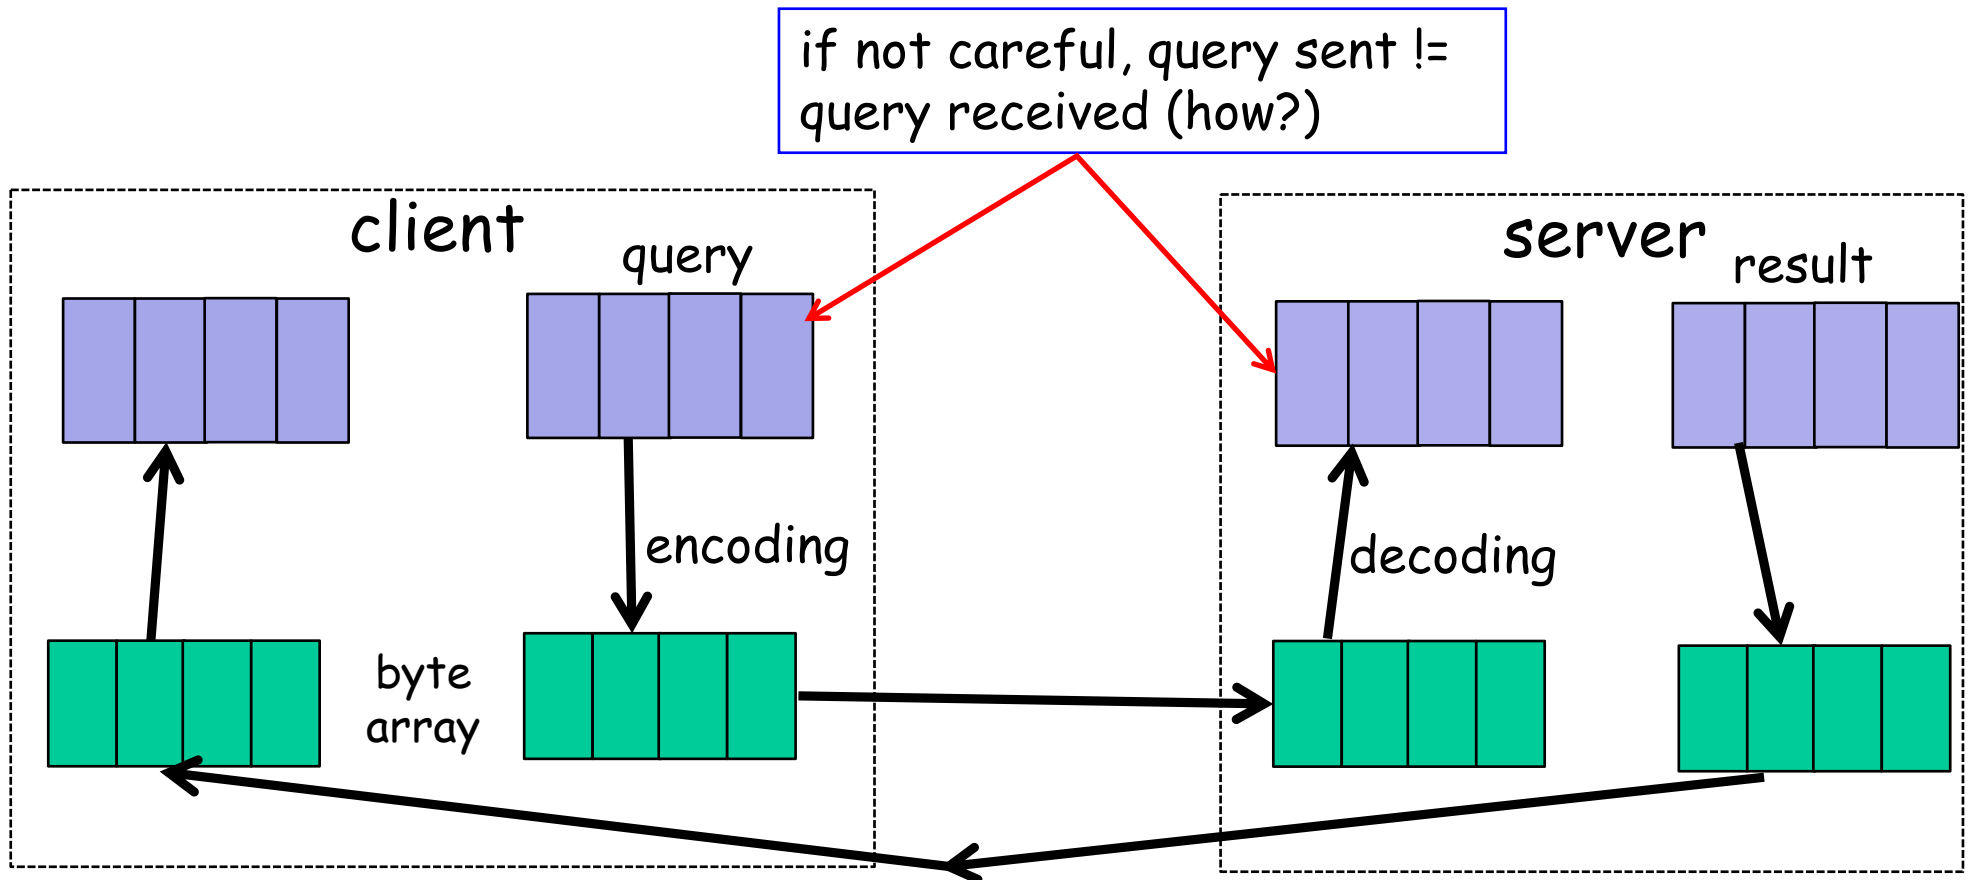 if not careful, query sent !=
query received (how?)
client
query
server
result
encoding
decoding
byte
array